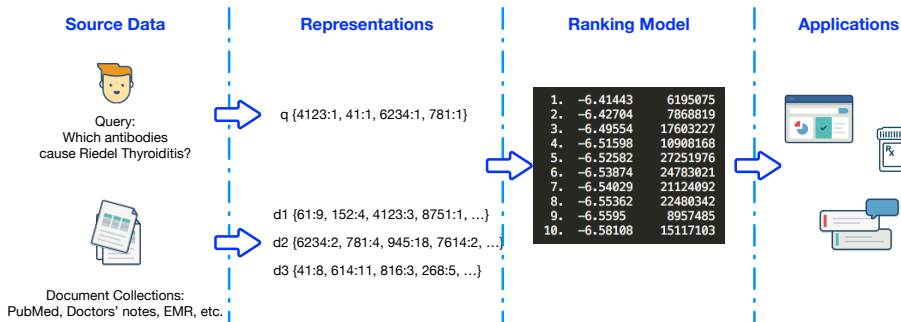 Source Data
Representations
Ranking Model
Applications
Query:
Which antibodies
cause Riedel Thyroiditis?
q {4123:1, 41:1, 6234:1, 781:1}
1. −6.41443 6195075
2. −6.42704 7868819
3. −6.49554 17603227
4. −6.51598 10908168
5. −6.52582 27251976
6. −6.53874 24783021
7. −6.54029 21124092
8. −6.55362 22480342
9. −6.5595 8957485
10. −6.58108 15117103
Rx
d1 {61:9, 152:4, 4123:3, 8751:1, …}
d2 {6234:2, 781:4, 945:18, 7614:2, …}
d3 {41:8, 614:11, 816:3, 268:5, …}
Document Collections:
PubMed, Doctors’ notes, EMR, etc.